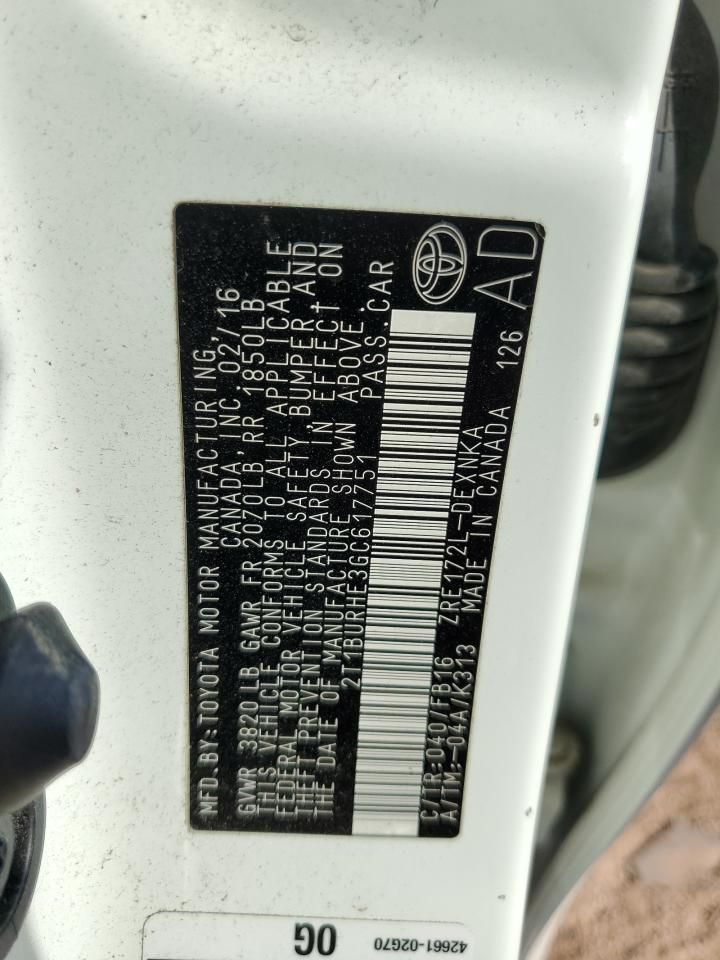 MFD.BY:TOYOTA MOTOR MANUFACTURING,
CANADA,INC. 02/16
GVWR 3820LB GAWR FR 2070LB,RR 1850LB
THIS VEHICLE CONFORMS TO ALL APPLICABLE
FEDERAL MOTOR VEHICLE SAFETY,BUMPER,AND
THEFT PREVENTION STANDARDS IN EFFECT ON
THE DATE OF MANUFACTURE SHOWN ABOVE.
2T1BURHE3GC617751 PASS.CAR
C/TR:040/FB16 ZRE172L-DEXNKA
A/TM:-04A/K313 MADE IN CANADA 126
AD
0G
42661-02G70